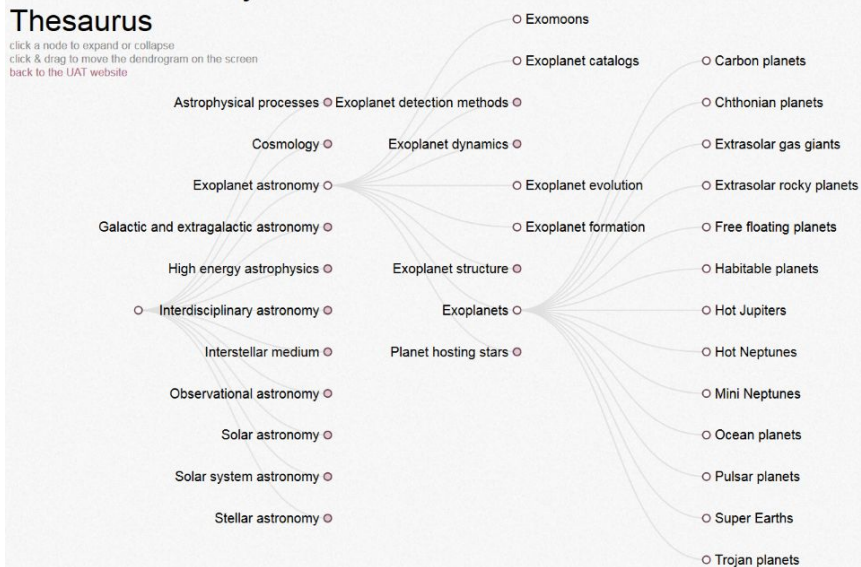 Thesaurus
click a node to expand or collapse
click & drag to move the dendrogram on the screen
back to the UAT website
Astrophysical processes
Cosmology
Exoplanet astronomy
Galactic and extragalactic astronomy
High energy astrophysics
Interdisciplinary astronomy
Interstellar medium
Observational astronomy
Solar astronomy
Solar system astronomy
Stellar astronomy
Exomoons
Exoplanet catalogs
Exoplanet detection methods
Exoplanet dynamics
Exoplanet evolution
Exoplanet formation
Exoplanet structure
Exoplanets
Planet hosting stars
Carbon planets
Chthonian planets
Extrasolar gas giants
Extrasolar rocky planets
Free floating planets
Habitable planets
Hot Jupiters
Hot Neptunes
Mini Neptunes
Ocean planets
Pulsar planets
Super Earths
Trojan planets